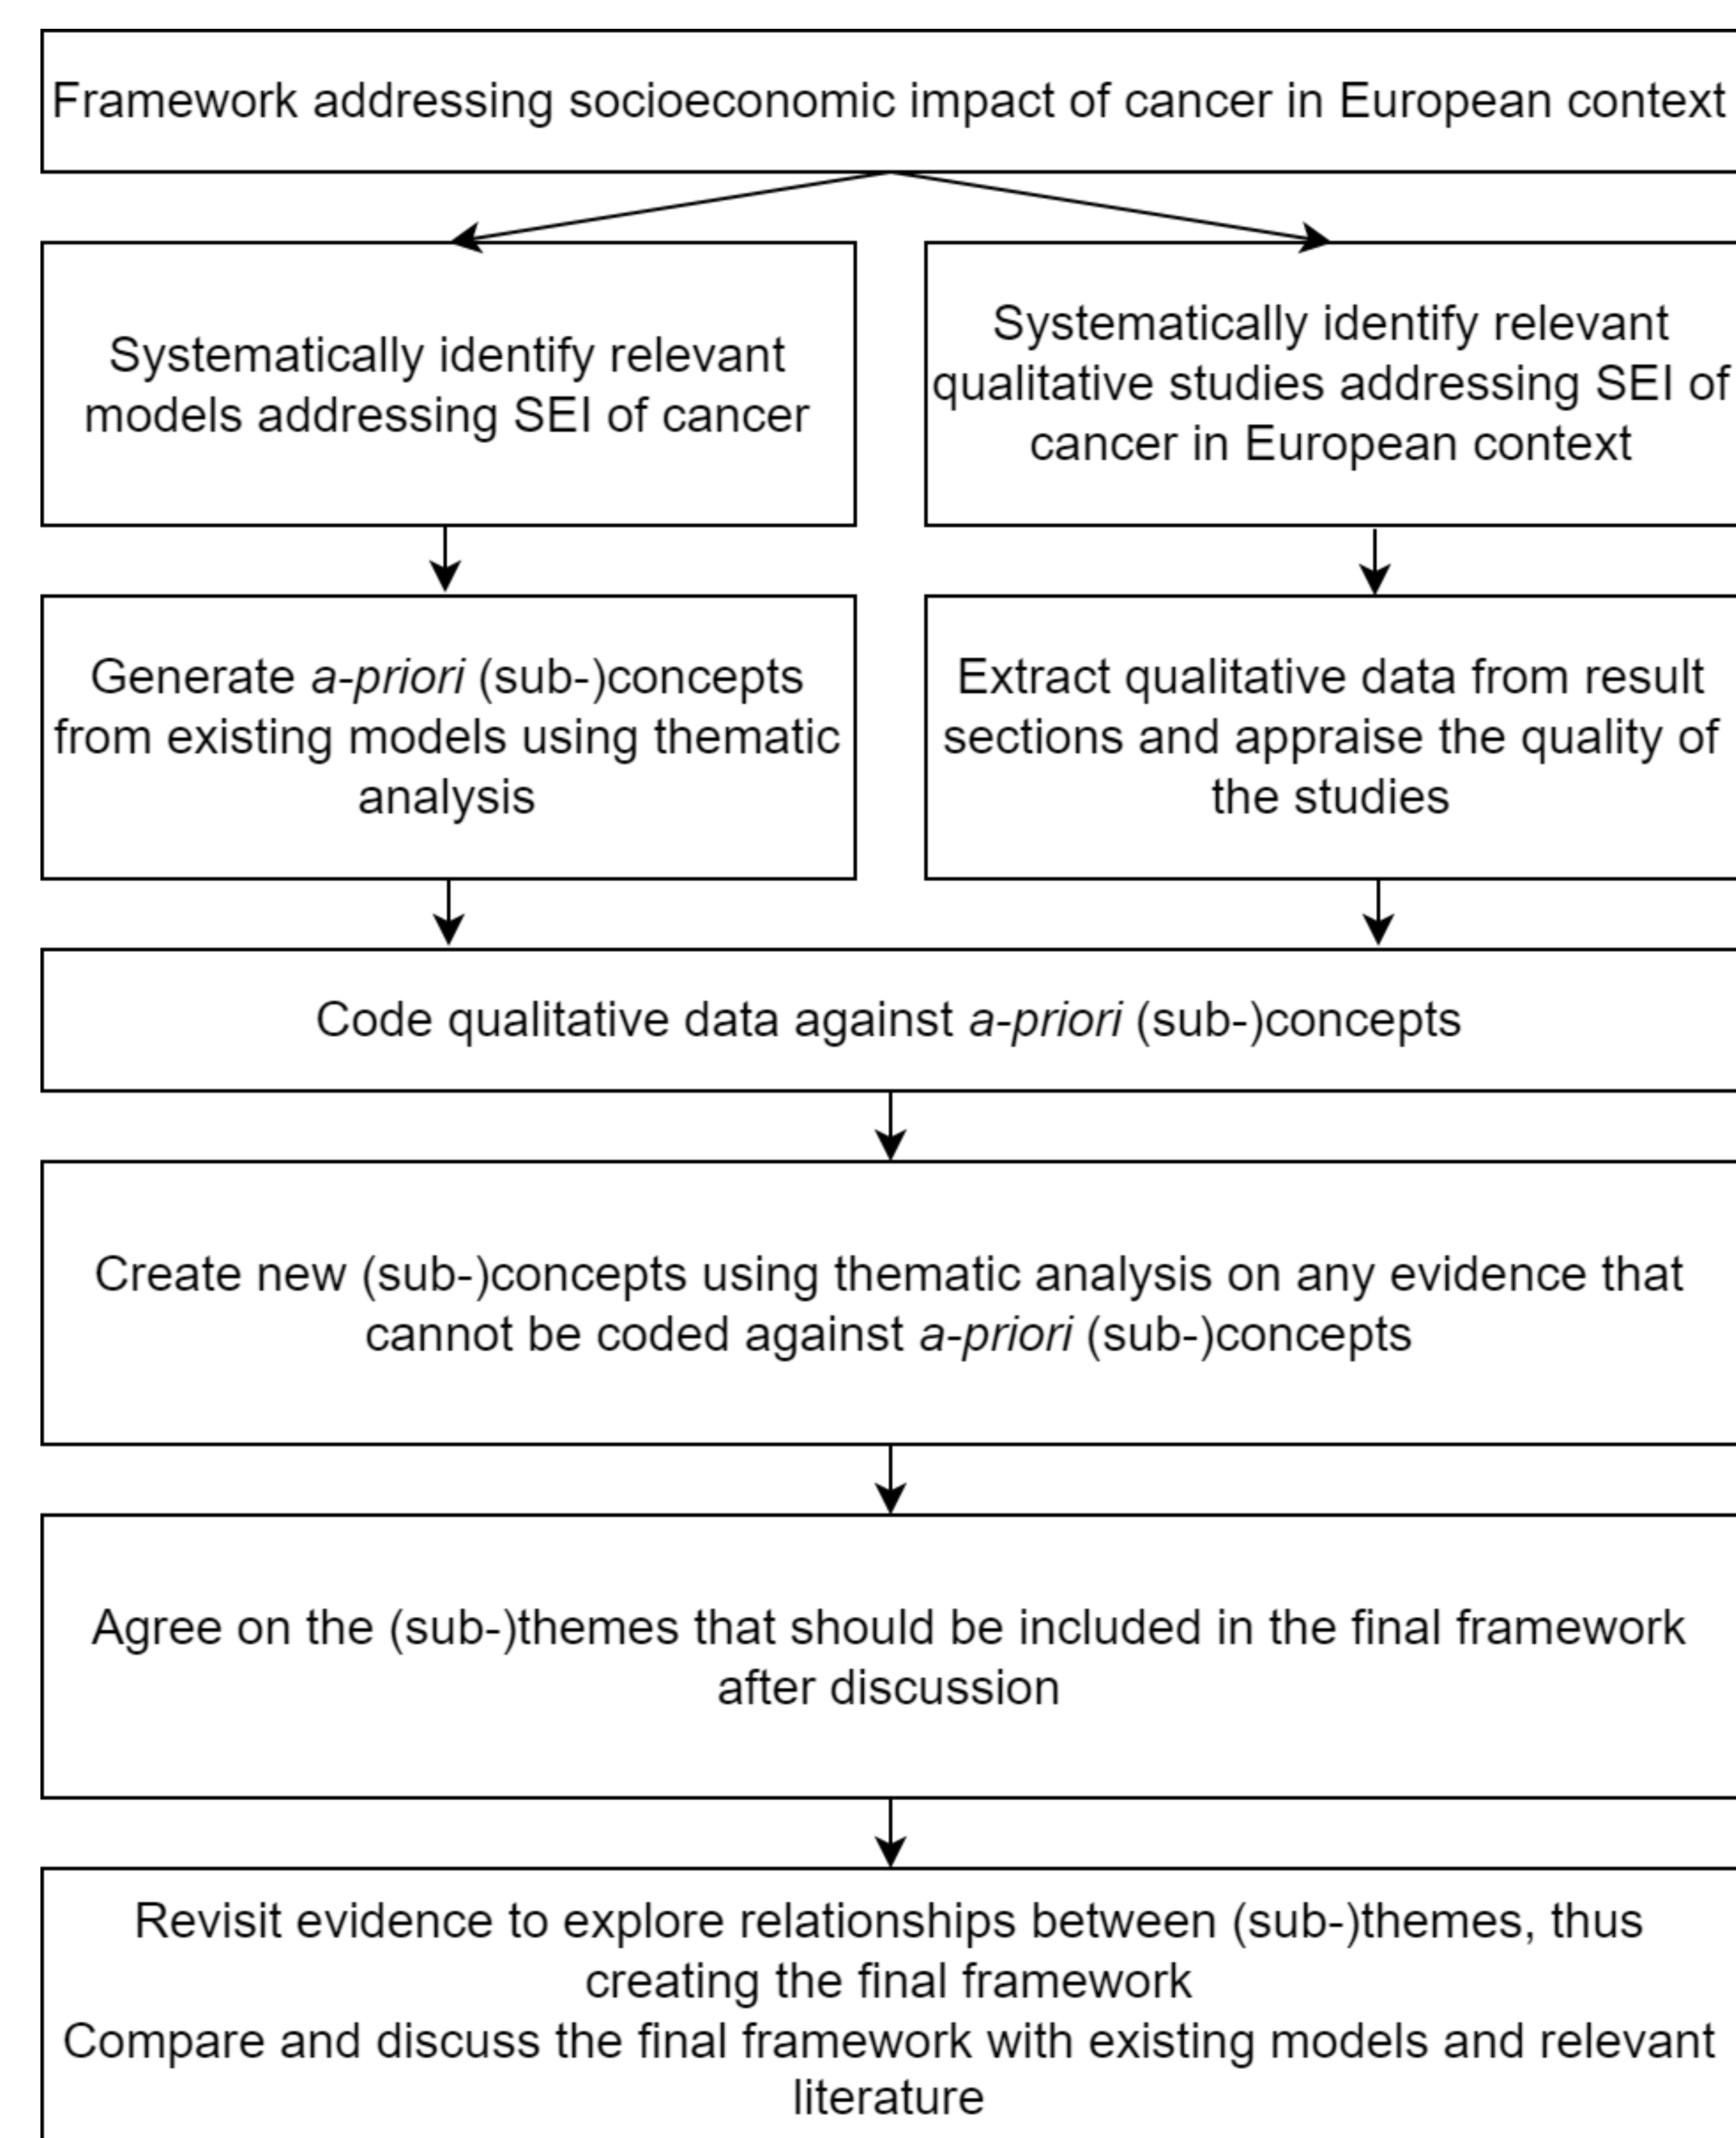 Framework addressing socioeconomic impact of cancer in European context
Systematically identify relevant
models addressing SEI of cancer
Systematically identify relevant
qualitative studies addressing SEI of
cancer in European context
Generate a-priori (sub-)concepts
from existing models using thematic
analysis
Extract qualitative data from result
sections and appraise the quality of
the studies
Code qualitative data against a-priori (sub-)concepts
Create new (sub-)concepts using thematic analysis on any evidence that
cannot be coded against a-priori (sub-)concepts
Agree on the (sub-)themes that should be included in the final framework
after discussion
Revisit evidence to explore relationships between (sub-)themes, thus
creating the final framework
Compare and discuss the final framework with existing models and relevant
literature